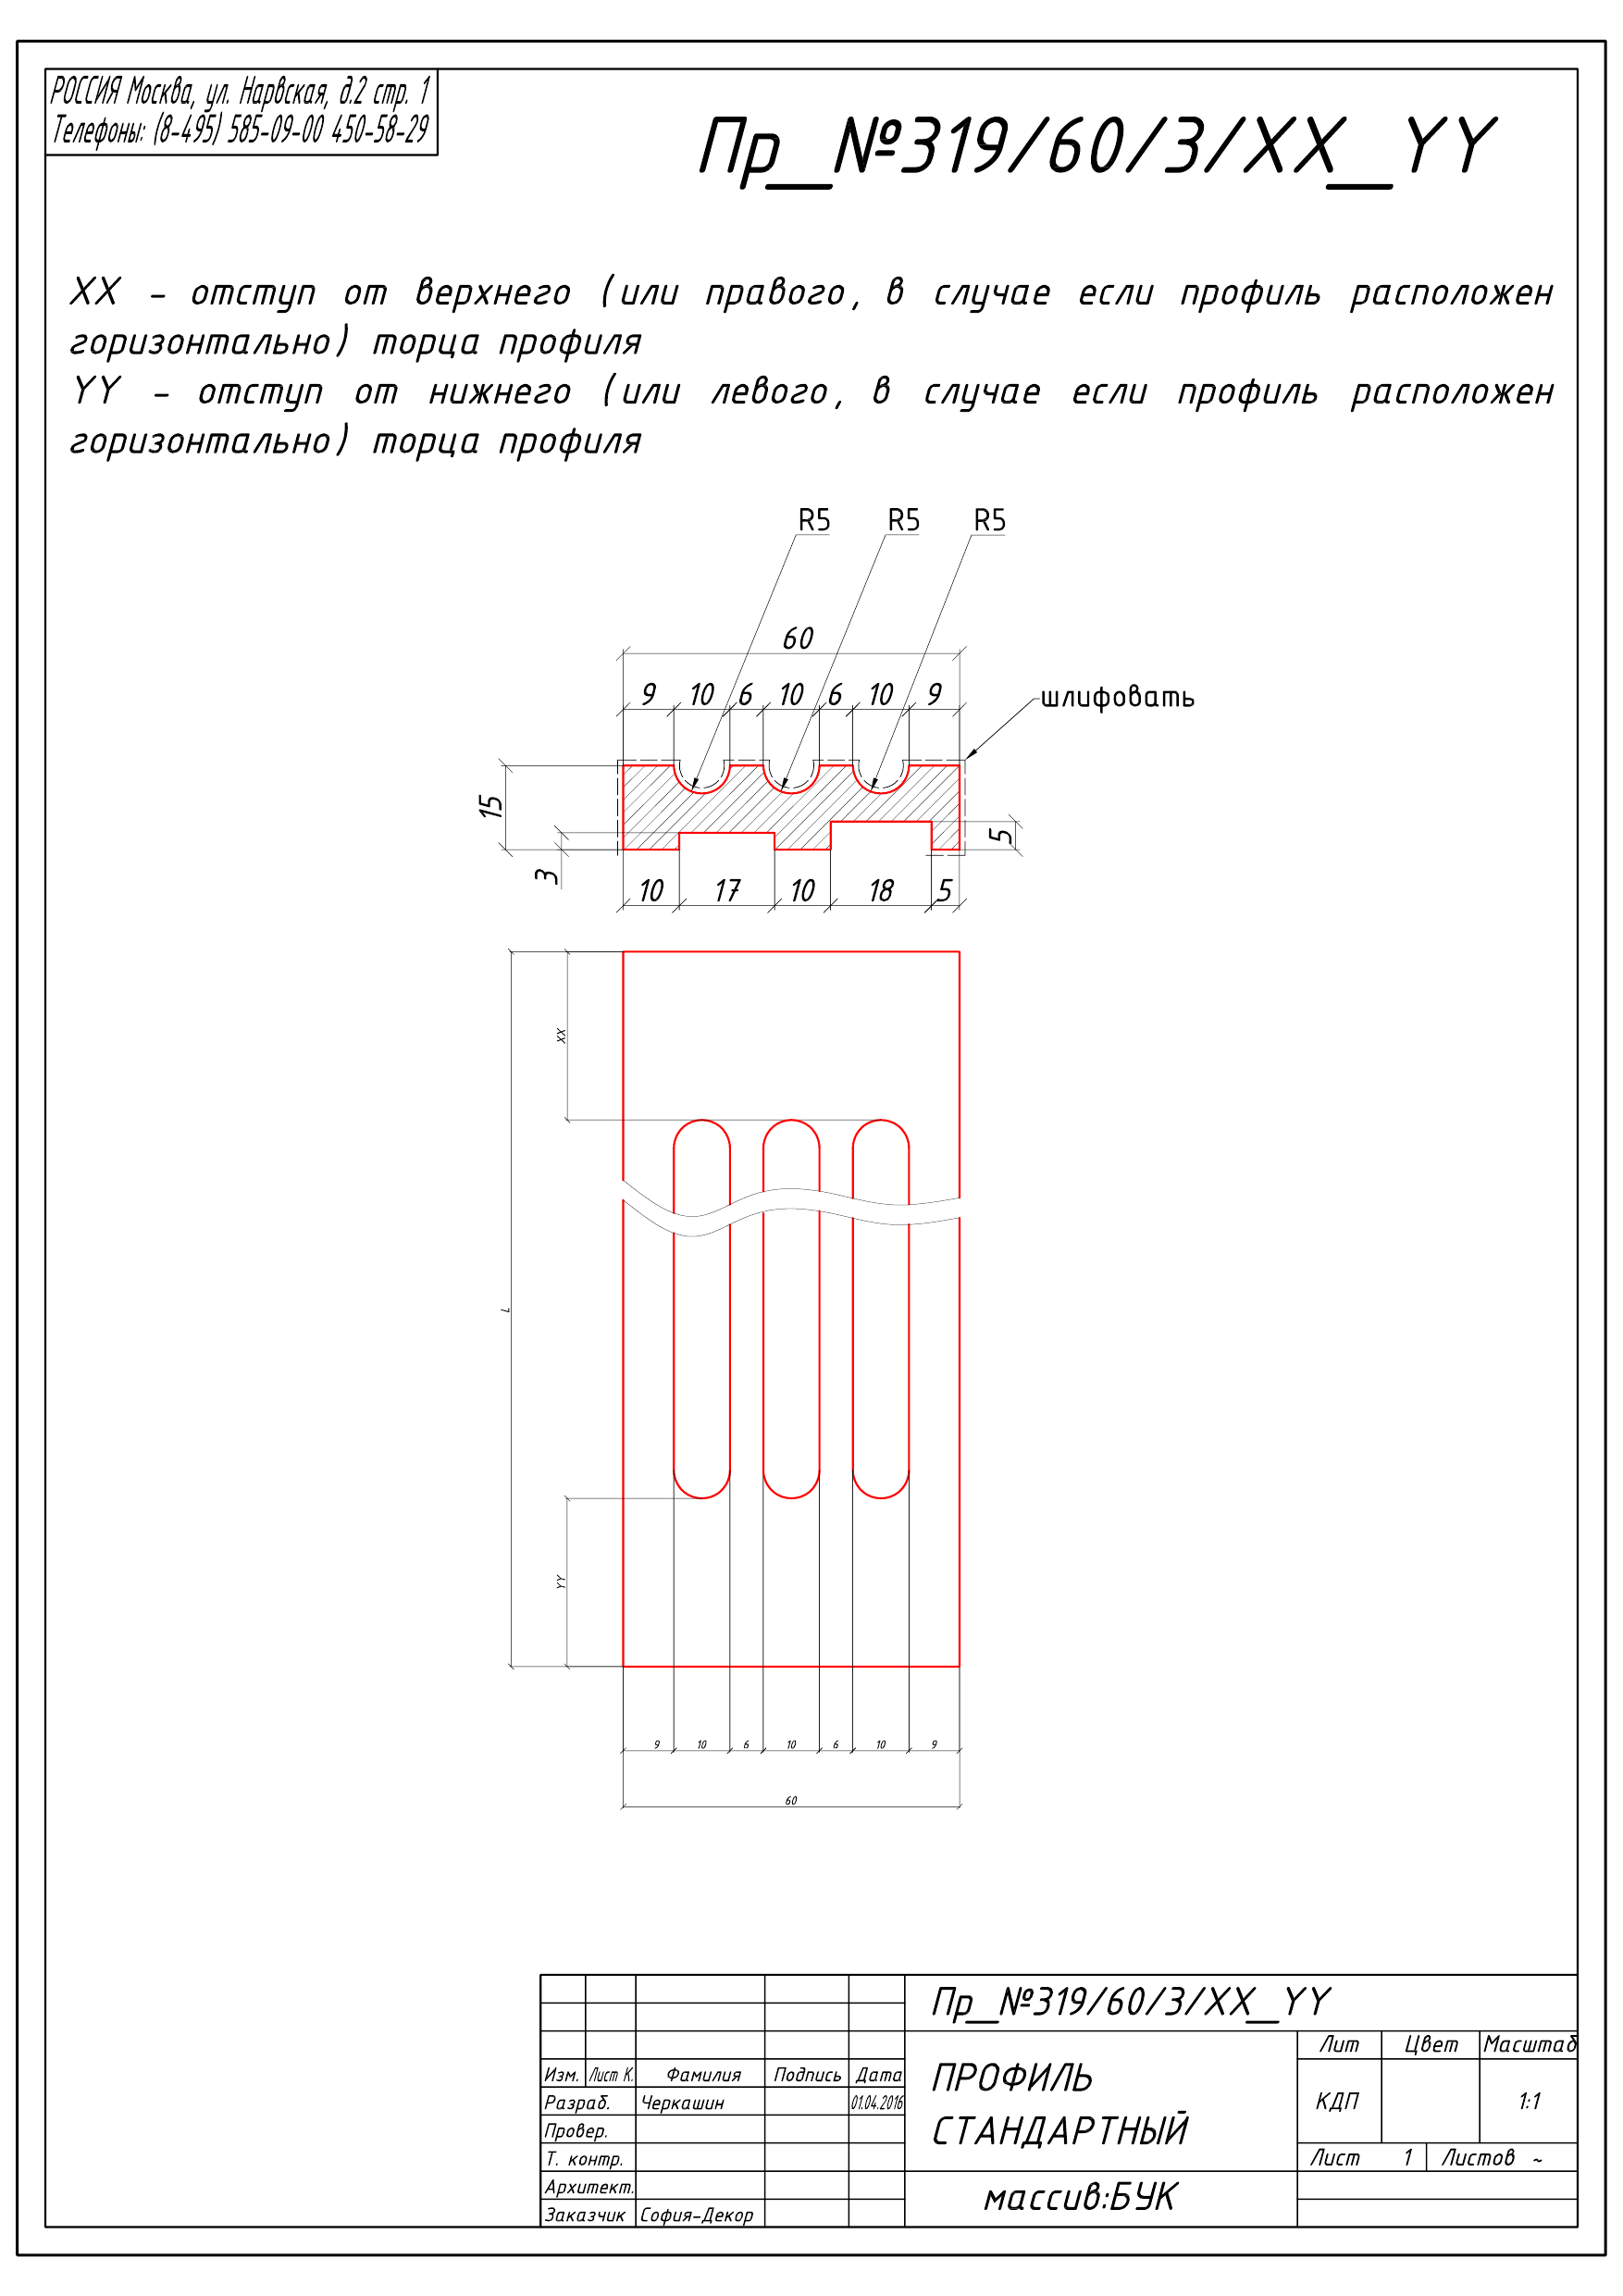 РОССИЯ Москва, ул. Нарвская, д.2 стр. 1
Телефоны: (8-495) 585-09-00 450-58-29
Пр__№319/60/3/XX__YY
XX - отступ от верхнего (или правого, в случае если профиль расположен
горизонтально) торца профиля
YY - отступ от нижнего (или левого, в случае если профиль расположен
горизонтально) торца профиля
R5 R5 R5
60
9 10 6 10 6 10 9
шлифовать
15
5
3
10 17 10 18 5
XX
L
YY
9 10 6 10 6 10 9
60
Пр__№319/60/3/XX__YY
Лит Цвет Масштаб
Изм. Лист К. Фамилия Подпись Дата
ПРОФИЛЬ
СТАНДАРТНЫЙ
КДП 1:1
Разраб. Черкашин 01.04.2016
Провер.
Т. контр.
Лист 1 Листов ~
Архитект.
массив:БУК
Заказчик София-Декор